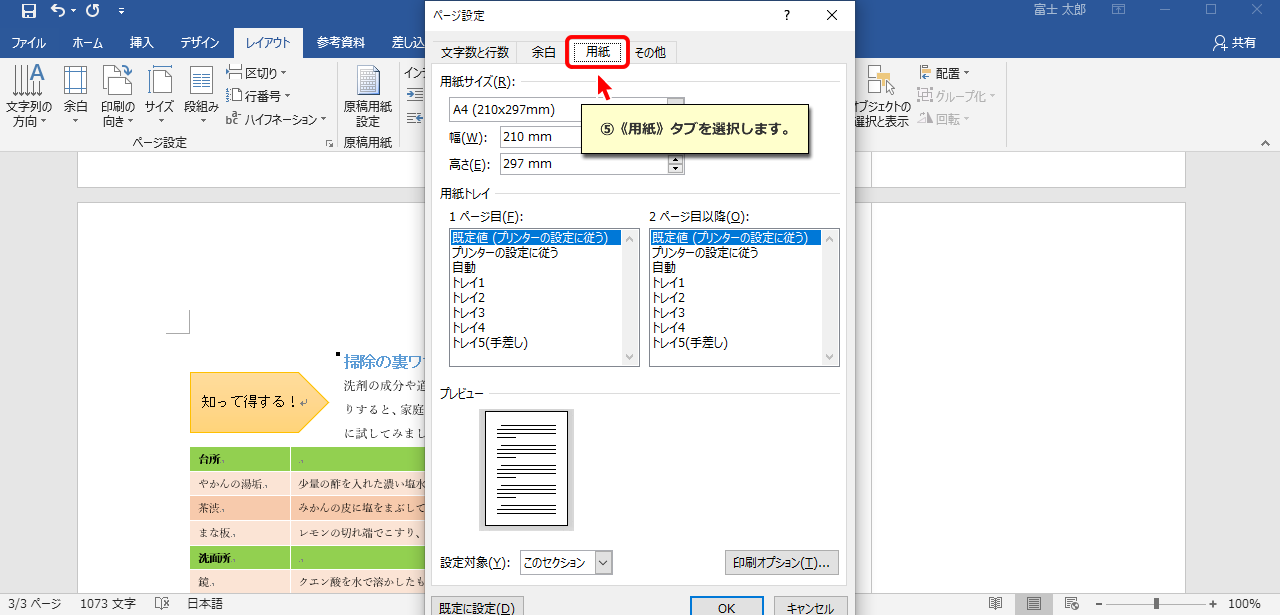 富士 太郎
ファイル ホーム 挿入 デザイン レイアウト 参考資料 差し込 共有
文字列の方向 余白 印刷の向き サイズ 段組み
区切り
行番号
ハイフネーション
ページ設定
原稿用紙設定
原稿用紙
イン
配置
グループ化
回転
オブジェクトの選択と表示
ページ設定
文字数と行数 余白 用紙 その他
用紙サイズ(R):
A4 (210x297mm)
幅(W): 210 mm
高さ(E): 297 mm
⑤《用紙》タブを選択します。
用紙トレイ
1 ページ目(F):
既定値 (プリンターの設定に従う)
プリンターの設定に従う
自動
トレイ1
トレイ2
トレイ3
トレイ4
トレイ5(手差し)
2 ページ目以降(O):
既定値 (プリンターの設定に従う)
プリンターの設定に従う
自動
トレイ1
トレイ2
トレイ3
トレイ4
トレイ5(手差し)
プレビュー
設定対象(Y): このセクション
印刷オプション(T)...
既定に設定(D) OK キャンセル
掃除の裏ワ
知って得する！
洗剤の成分や道
りすると、家庭
に試してみまし
台所
やかんの湯垢 少量の酢を入れた濃い塩水
茶渋 みかんの皮に塩をまぶして
まな板 レモンの切れ端でこすり、
洗面所
鏡 クエン酸を水で溶かしたも
3/3 ページ 1073 文字 日本語 100%